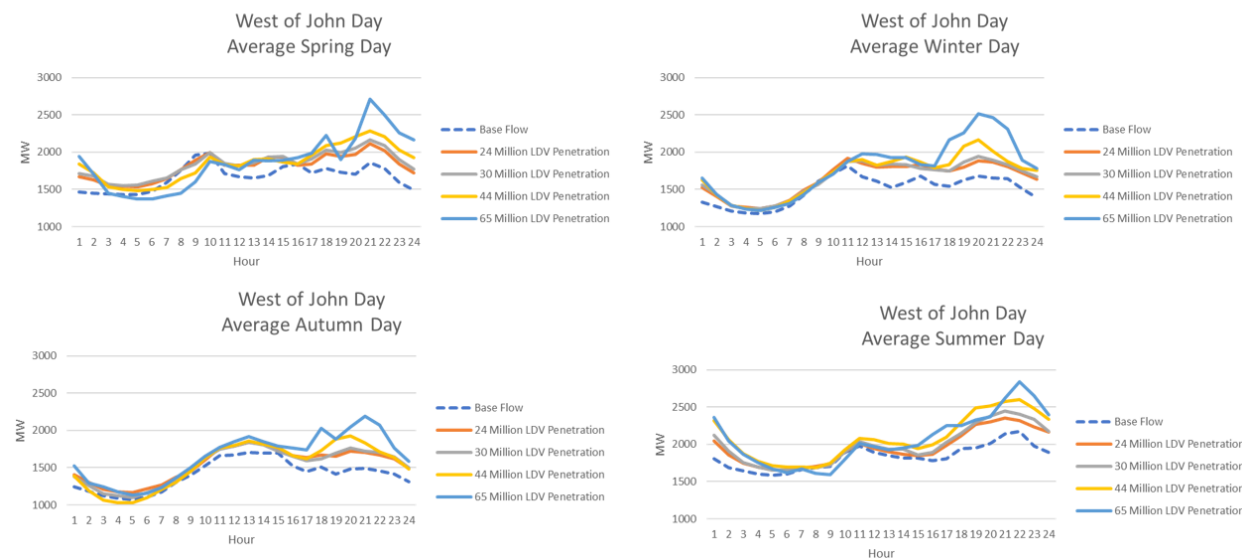 West of John Day
Average Spring Day
3000
2500
2000
1500
1000
MW
1 2 3 4 5 6 7 8 9 10 11 12 13 14 15 16 17 18 19 20 21 22 23 24
Hour
Base Flow
24 Million LDV Penetration
30 Million LDV Penetration
44 Million LDV Penetration
65 Million LDV Penetration
West of John Day
Average Winter Day
3000
2500
2000
1500
1000
MW
1 2 3 4 5 6 7 8 9 10 11 12 13 14 15 16 17 18 19 20 21 22 23 24
Hour
Base Flow
24 Million LDV Penetration
30 Million LDV Penetration
44 Million LDV Penetration
65 Million LDV Penetration
West of John Day
Average Autumn Day
3000
2500
2000
1500
1000
MW
1 2 3 4 5 6 7 8 9 10 11 12 13 14 15 16 17 18 19 20 21 22 23 24
Hour
Base Flow
24 Million LDV Penetration
30 Million LDV Penetration
44 Million LDV Penetration
65 Million LDV Penetration
West of John Day
Average Summer Day
3000
2500
2000
1500
1000
MW
1 2 3 4 5 6 7 8 9 10 11 12 13 14 15 16 17 18 19 20 21 22 23 24
Hour
Base Flow
24 Million LDV Penetration
30 Million LDV Penetration
44 Million LDV Penetration
65 Million LDV Penetration